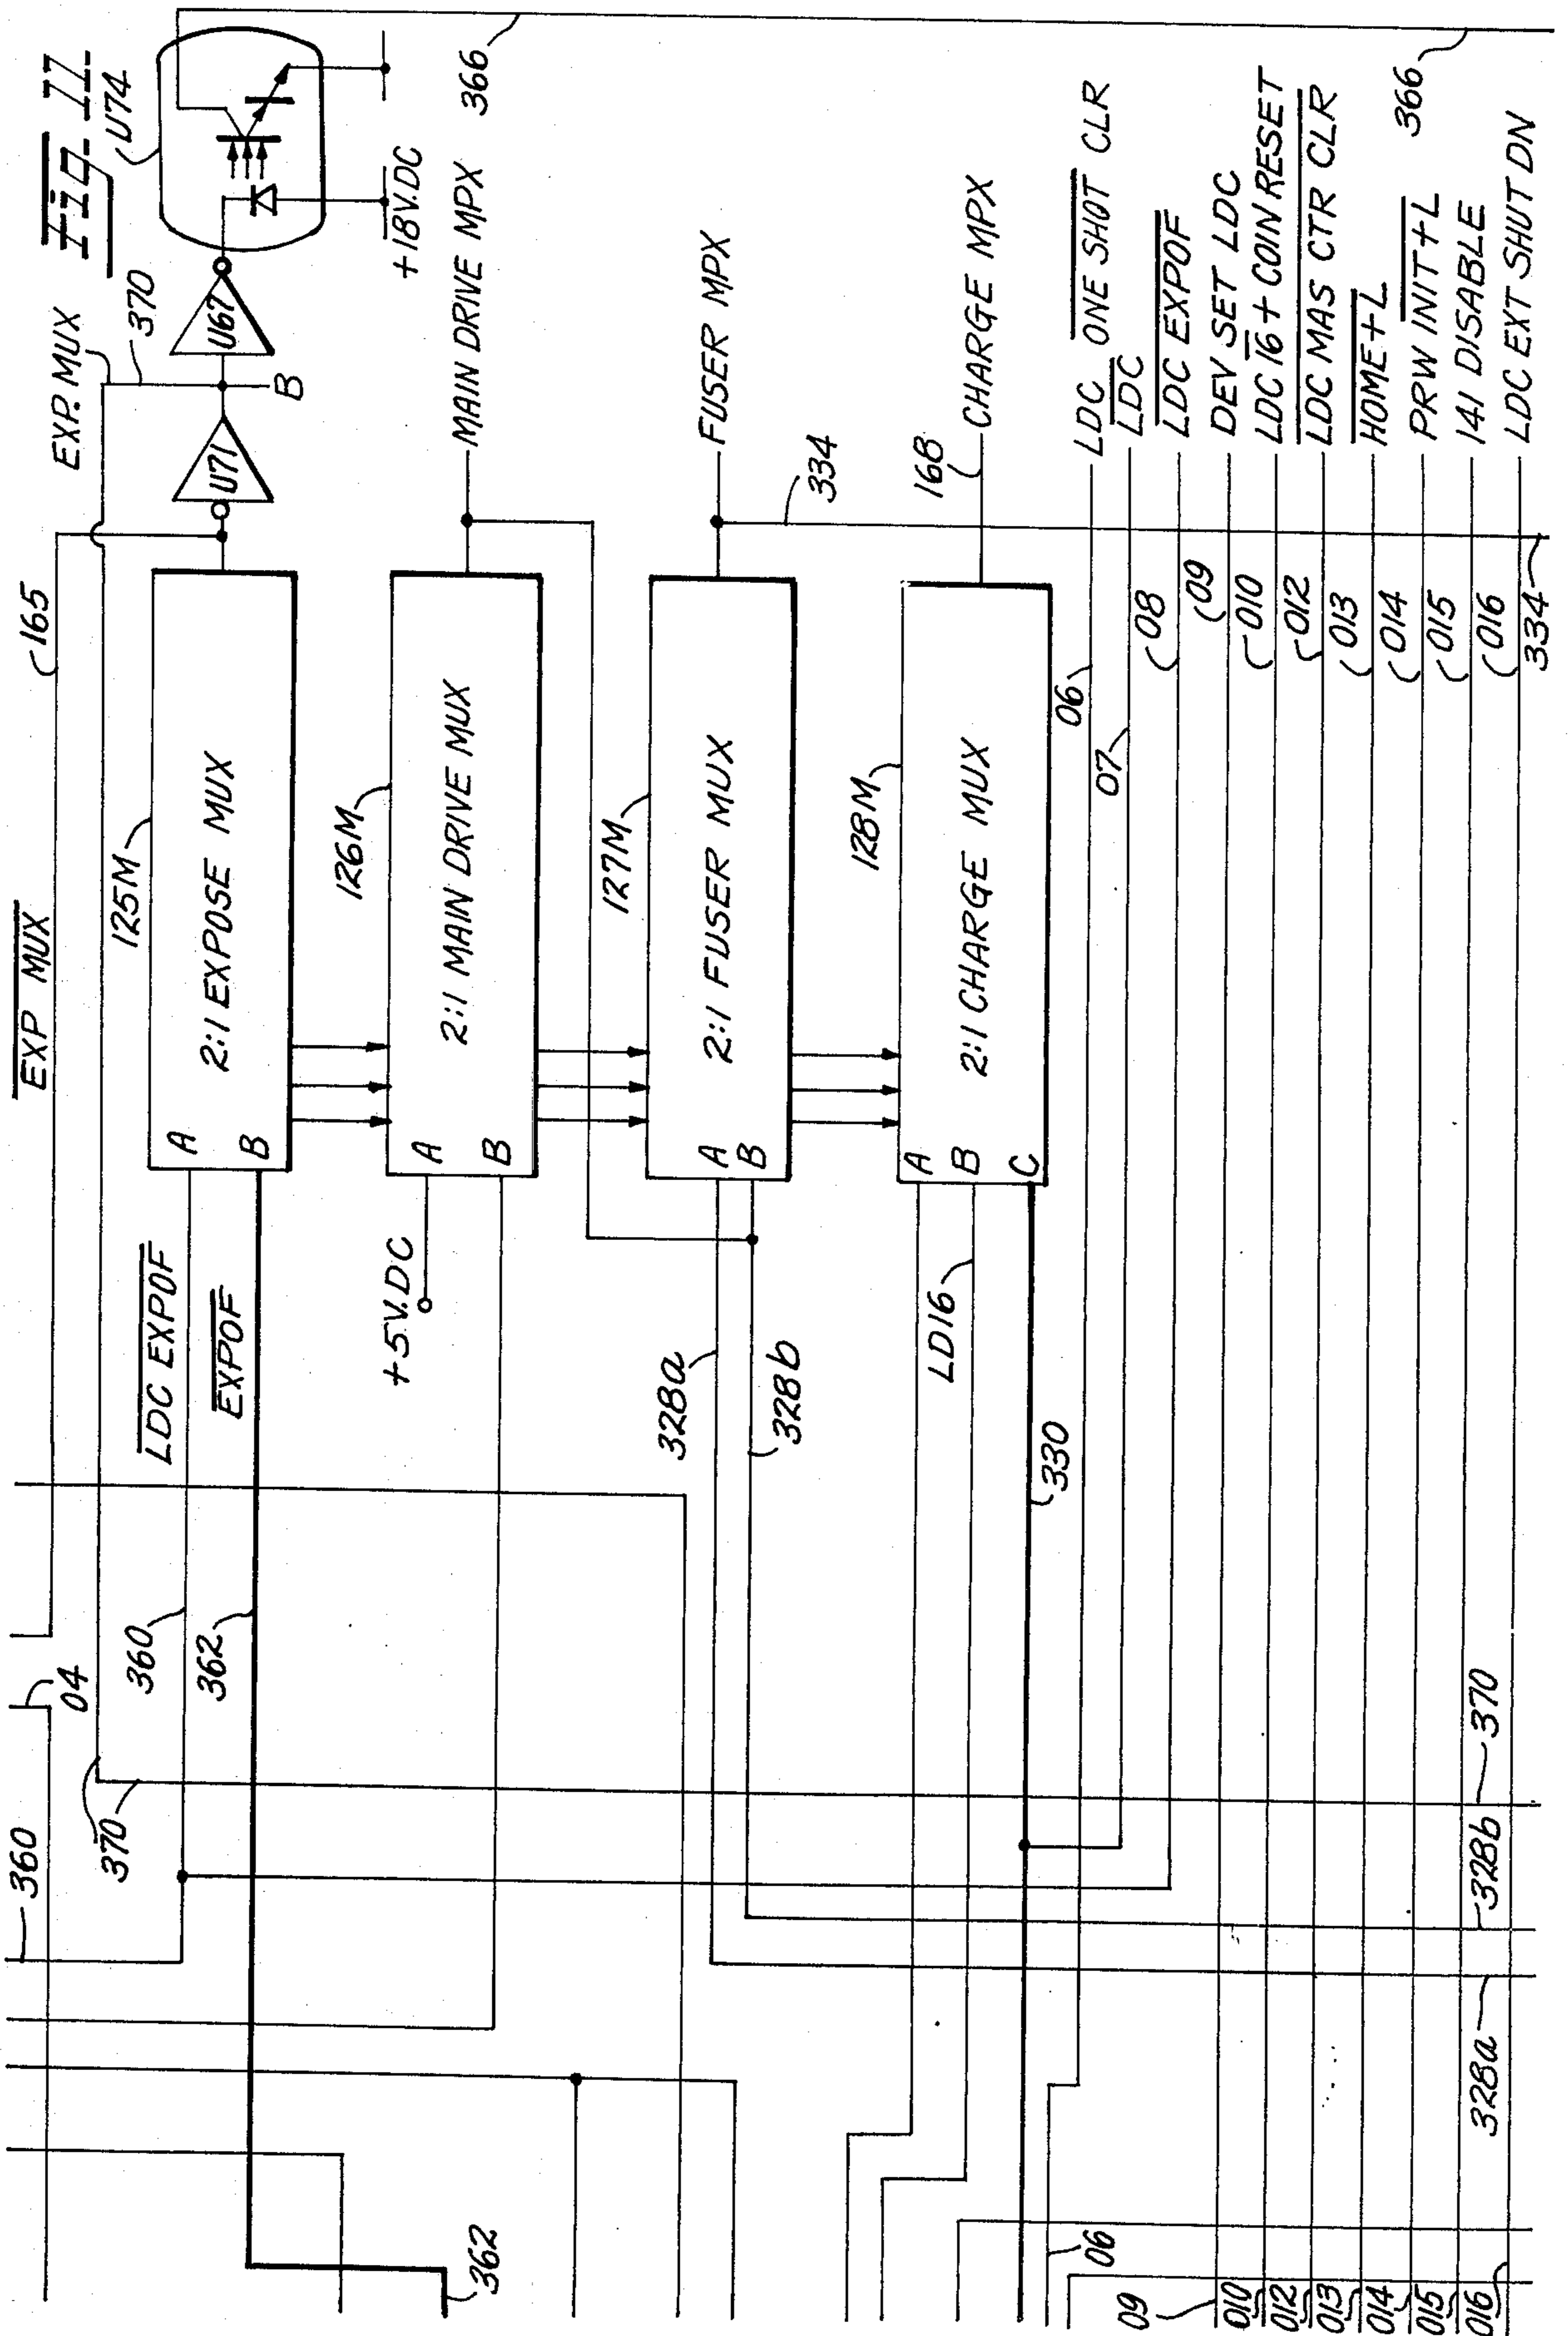 Fig. 11.
EXP MUX
165
EXP. MUX
370
U74
125M
2:1 EXPOSE MUX
A
B
U71
U67
B
+18V.DC
366
LDC EXPOF
EXPOF
360
04
370
360
362
362
126M
2:1 MAIN DRIVE MUX
A
B
+5V.DC
MAIN DRIVE MPX
127M
2:1 FUSER MUX
A
B
328a
328b
FUSER MPX
334
128M
2:1 CHARGE MUX
A
B
C
LD16
330
168
CHARGE MPX
06
LDC ONE SHOT CLR
07
LDC
08
LDC EXPOF
09
DEV SET LDC
010
LDC 16 + COIN RESET
012
LDC MAS CTR CLR
013
HOME+L
014
PRW INIT+L
015
141 DISABLE
016
LDC EXT SHUT DN
366
334
370
328b
328a
06
09
010
012
013
014
015
016